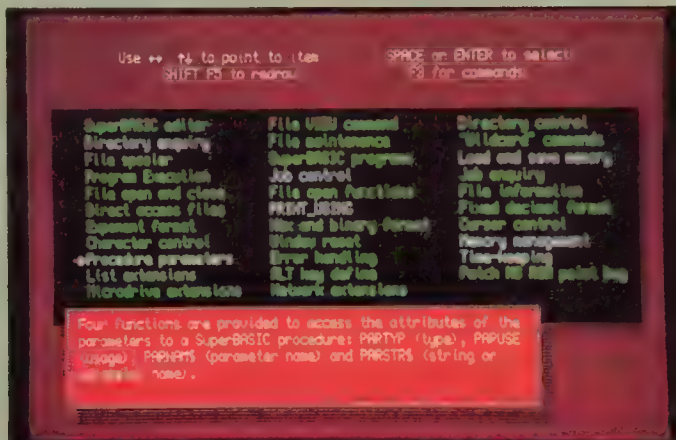 Use ↔ ↑↓ to point to item
SHIFT F5 to redraw
SPACE or ENTER to select
F3 for commands
SuperBASIC editor
Directory enquiry
File spooler
Program Execution
File open and close
Direct access files
Exponent format
Character control
Procedure parameters
List extensions
Microdrive extensions
File VIEW command
File maintenance
SuperBASIC programs
Job control
File open functions
PRINT_USING
Hex and binary format
Window reset
Error handling
ALT key define
Network extensions
Directory control
"Wildcard" commands
Load and save memory
Job enquiry
File information
Fixed decimal format
Cursor control
Memory management
Time-keeping
Four functions are provided to access the attributes of the
parameters to a SuperBASIC procedure: PARTYP (type), PARUSE
(usage), PARNAM$ (parameter name) and PARSTR$ (string or
name).